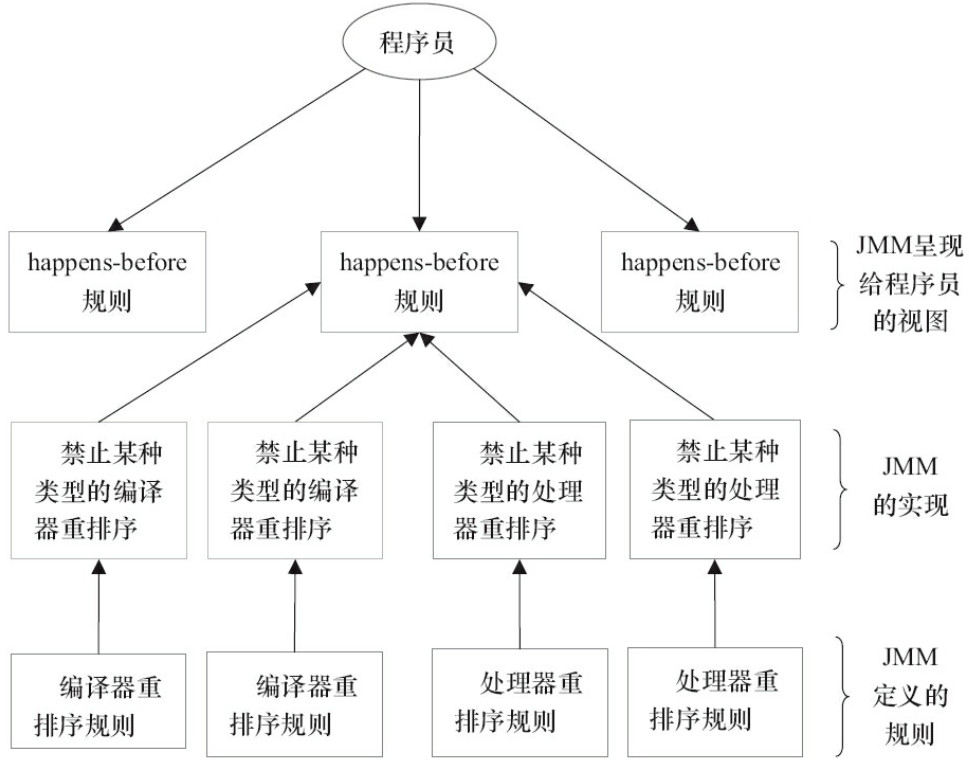 程序员
happens-before
规则
happens-before
规则
happens-before
规则
JMM呈现
给程序员
的视图
禁止某种
类型的编译
器重排序
禁止某种
类型的编译
器重排序
禁止某种
类型的处理
器重排序
禁止某种
类型的处理
器重排序
JMM
的实现
编译器重
排序规则
编译器重
排序规则
处理器重
排序规则
处理器重
排序规则
JMM
定义的
规则